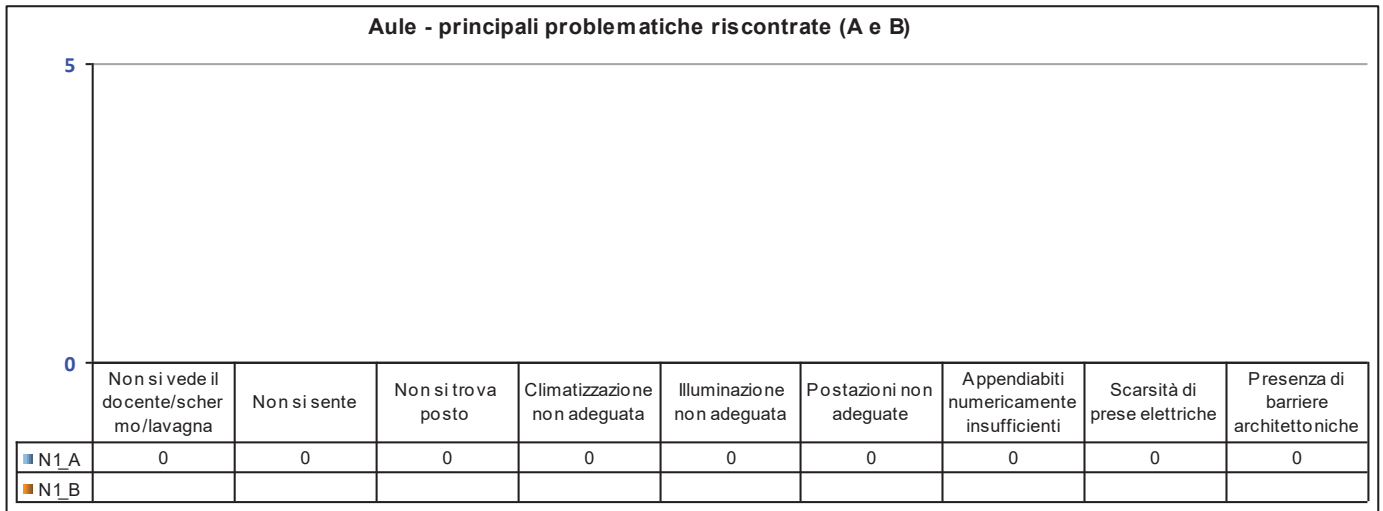 Aule - principali problematiche riscontrate (A e B)
5
0
Non si vede il
docente/scher
mo/lavagna
Non si sente
Non si trova
posto
Climatizzazione
non adeguata
Illuminazione
non adeguata
Postazioni non
adeguate
Appendiabiti
numericamente
insufficienti
Scarsità di
prese elettriche
Presenza di
barriere
architettoniche
N1_A 0 0 0 0 0 0 0 0 0
N1_B